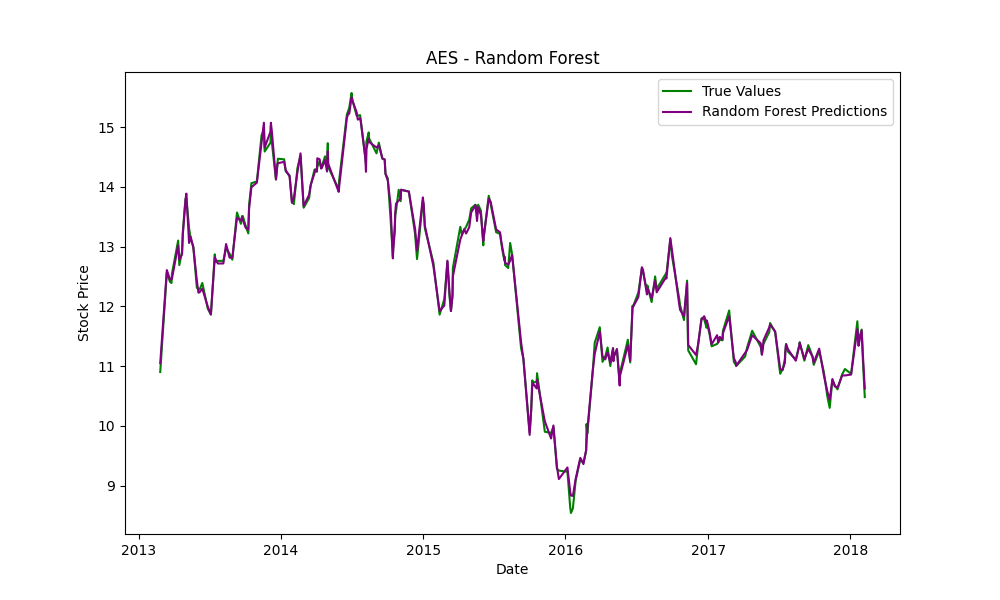 AES - Random Forest
True Values
Random Forest Predictions
Stock Price
15
14
13
12
11
10
9
2013 2014 2015 2016 2017 2018
Date